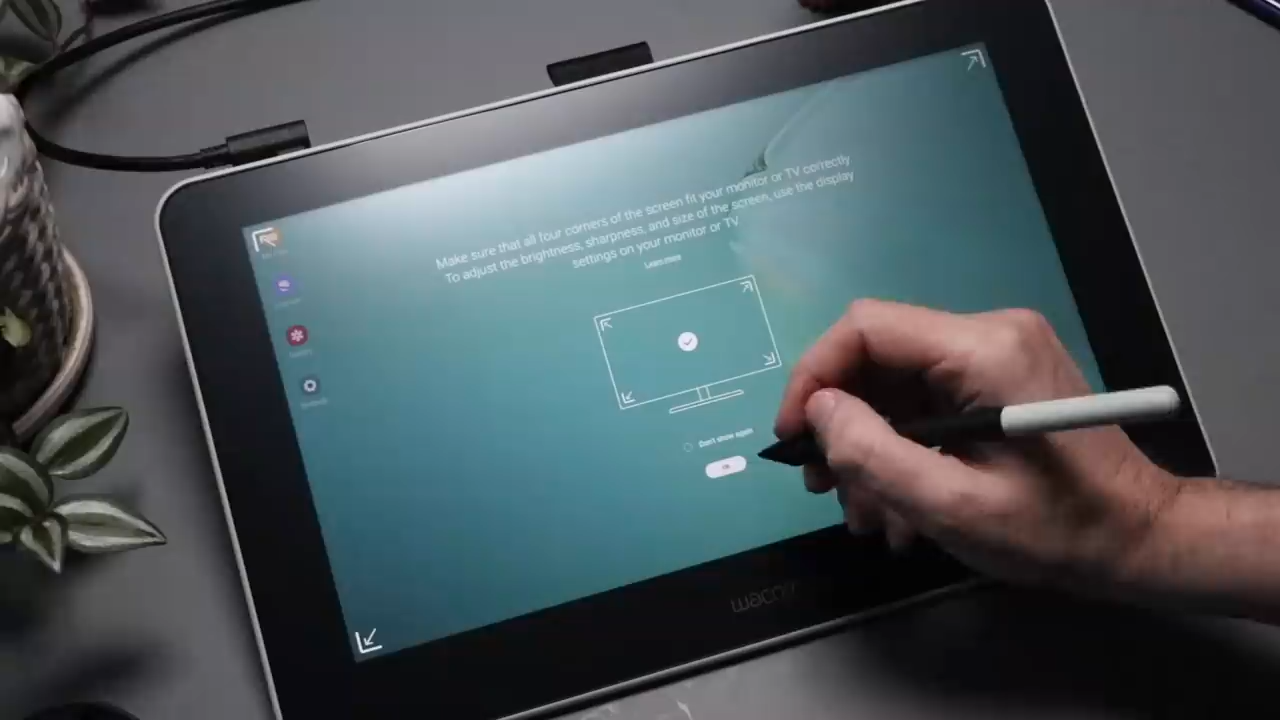 Make sure that all four corners of the screen fit your monitor or TV correctly
To adjust the brightness, sharpness, and size of the screen, use the display
settings on your monitor or TV
Learn more
Don't show again
OK
wacom